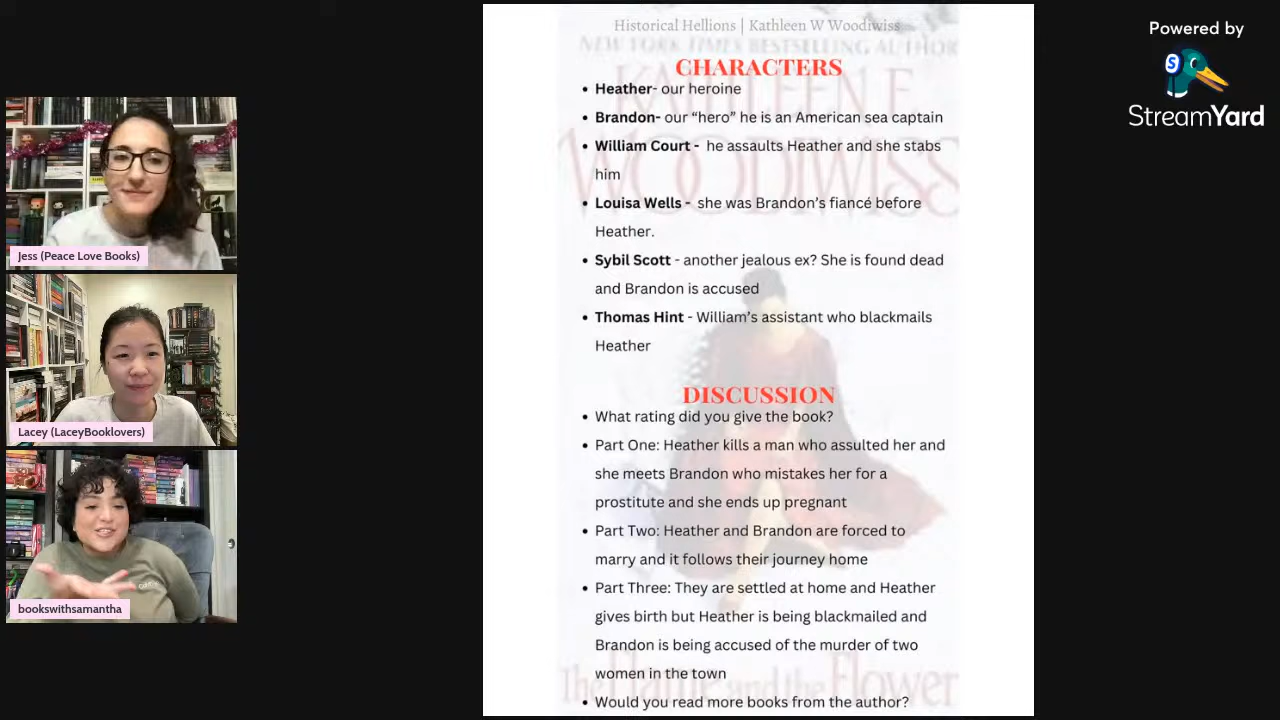 Historical Hellions | Kathleen W Woodiwiss
NEW YORK TIMES BESTSELLING AUTHOR
KATHLEEN E.
WOODIWISS
CHARACTERS
• Heather- our heroine
• Brandon- our “hero” he is an American sea captain
• William Court - he assaults Heather and she stabs
him
• Louisa Wells - she was Brandon’s fiancé before
Heather.
• Sybil Scott - another jealous ex? She is found dead
and Brandon is accused
• Thomas Hint - William’s assistant who blackmails
Heather
DISCUSSION
• What rating did you give the book?
• Part One: Heather kills a man who assulted her and
she meets Brandon who mistakes her for a
prostitute and she ends up pregnant
• Part Two: Heather and Brandon are forced to
marry and it follows their journey home
• Part Three: They are settled at home and Heather
gives birth but Heather is being blackmailed and
Brandon is being accused of the murder of two
women in the town
The Flame and the Flower
• Would you read more books from the author?
Jess (Peace Love Books)
Lacey (LaceyBooklovers)
bookswithsamantha
Powered by
S
StreamYard